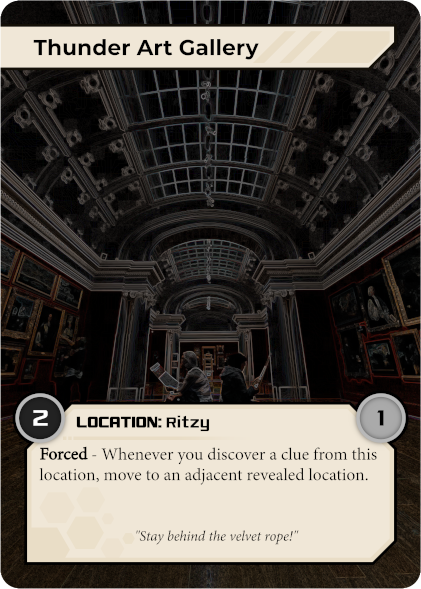 Thunder Art Gallery
2
LOCATION: Ritzy
1
Forced - Whenever you discover a clue from this
location, move to an adjacent revealed location.
"Stay behind the velvet rope!"